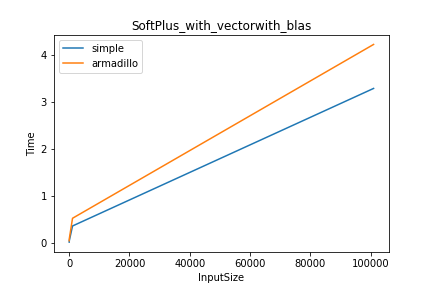 SoftPlus_with_vectorwith_blas
simple
armadillo
4
3
2
1
0
Time
0
20000
40000
60000
80000
100000
InputSize